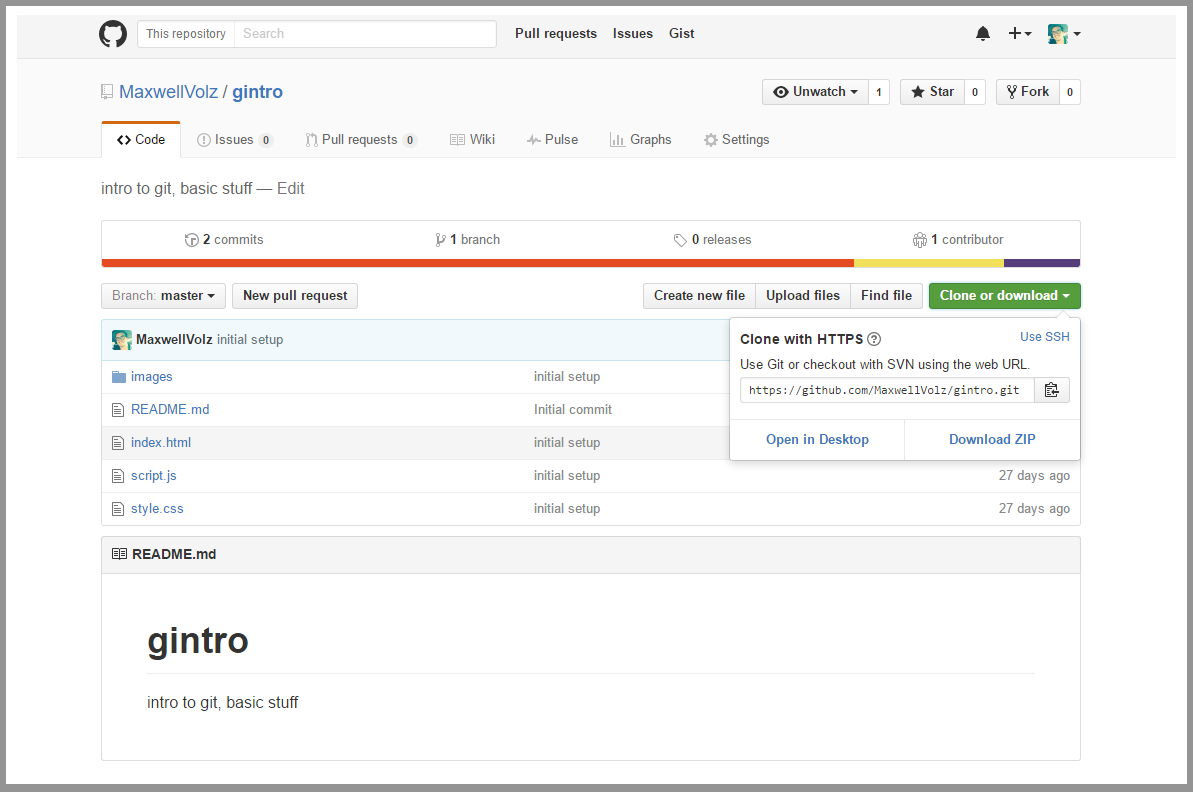 This repository Search Pull requests Issues Gist
MaxwellVolz / gintro Unwatch 1 Star 0 Fork 0
Code Issues 0 Pull requests 0 Wiki Pulse Graphs Settings
intro to git, basic stuff — Edit
2 commits 1 branch 0 releases 1 contributor
Branch: master New pull request Create new file Upload files Find file Clone or download
MaxwellVolz initial setup
Clone with HTTPS ? Use SSH
Use Git or checkout with SVN using the web URL.
https://github.com/MaxwellVolz/gintro.git
Open in Desktop Download ZIP
images initial setup
README.md Initial commit
index.html initial setup
script.js initial setup 27 days ago
style.css initial setup 27 days ago
README.md
gintro
intro to git, basic stuff